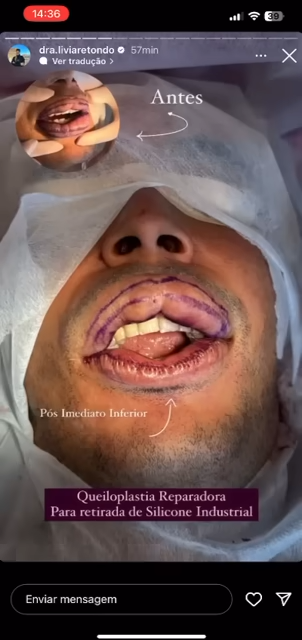 14:36
39
dra.liviaretondo 57min
Ver tradução >
Antes
Pós Imediato Inferior
Queiloplastia Reparadora
Para retirada de Silicone Industrial
Enviar mensagem